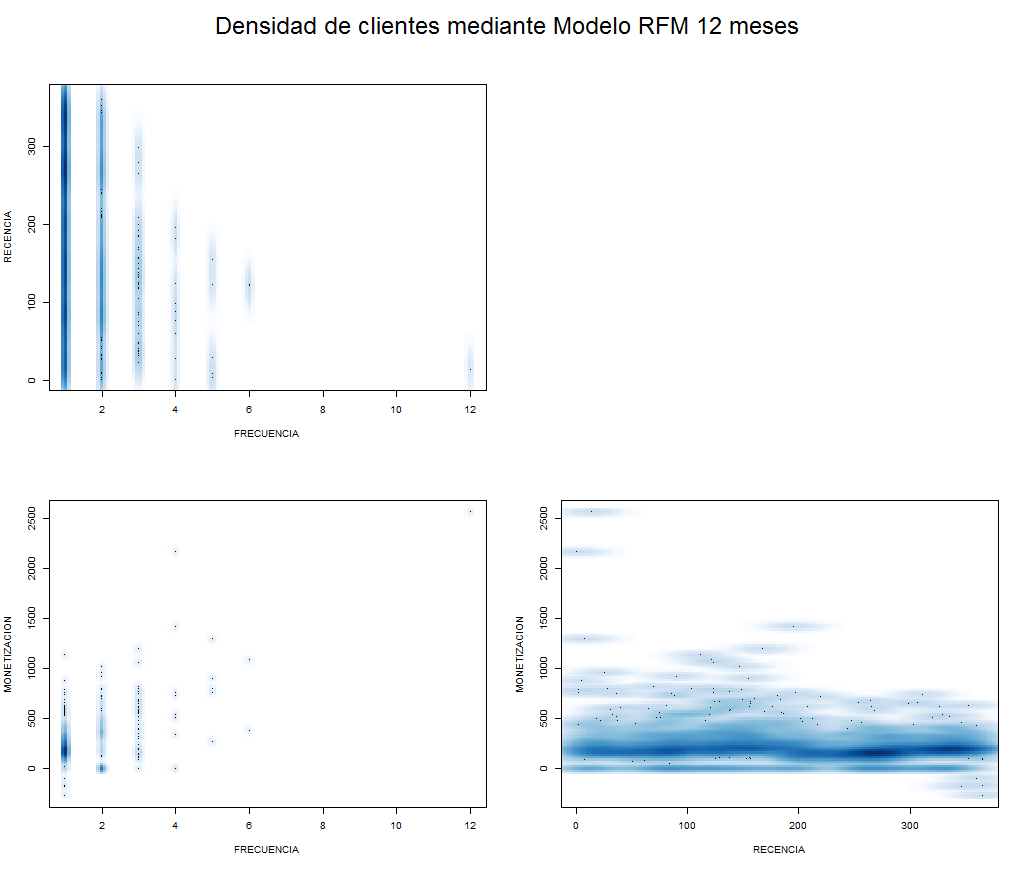 Densidad de clientes mediante Modelo RFM 12 meses
RECENCIA
300
200
100
0
2 4 6 8 10 12
FRECUENCIA
MONETIZACION
2500
2000
1500
1000
500
0
2 4 6 8 10 12
FRECUENCIA
MONETIZACION
2500
2000
1500
1000
500
0
0 100 200 300
RECENCIA